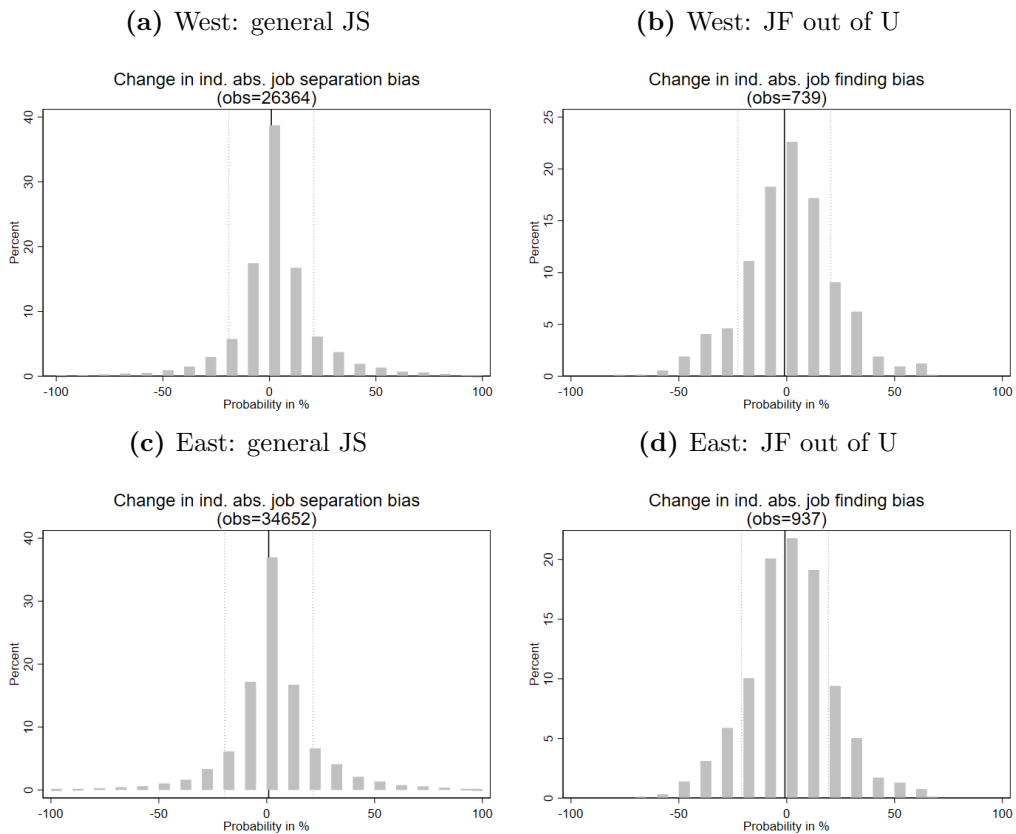 (a) West: general JS
(b) West: JF out of U
Change in ind. abs. job separation bias
(obs=26364)
40
30
20
10
0
Percent
-100
-50
0
50
100
Probability in %
Change in ind. abs. job finding bias
(obs=739)
25
20
15
10
5
0
Percent
-100
-50
0
50
100
Probability in %
(c) East: general JS
(d) East: JF out of U
Change in ind. abs. job separation bias
(obs=34652)
40
30
20
10
0
Percent
-100
-50
0
50
100
Probability in %
Change in ind. abs. job finding bias
(obs=937)
20
15
10
5
0
Percent
-100
-50
0
50
100
Probability in %